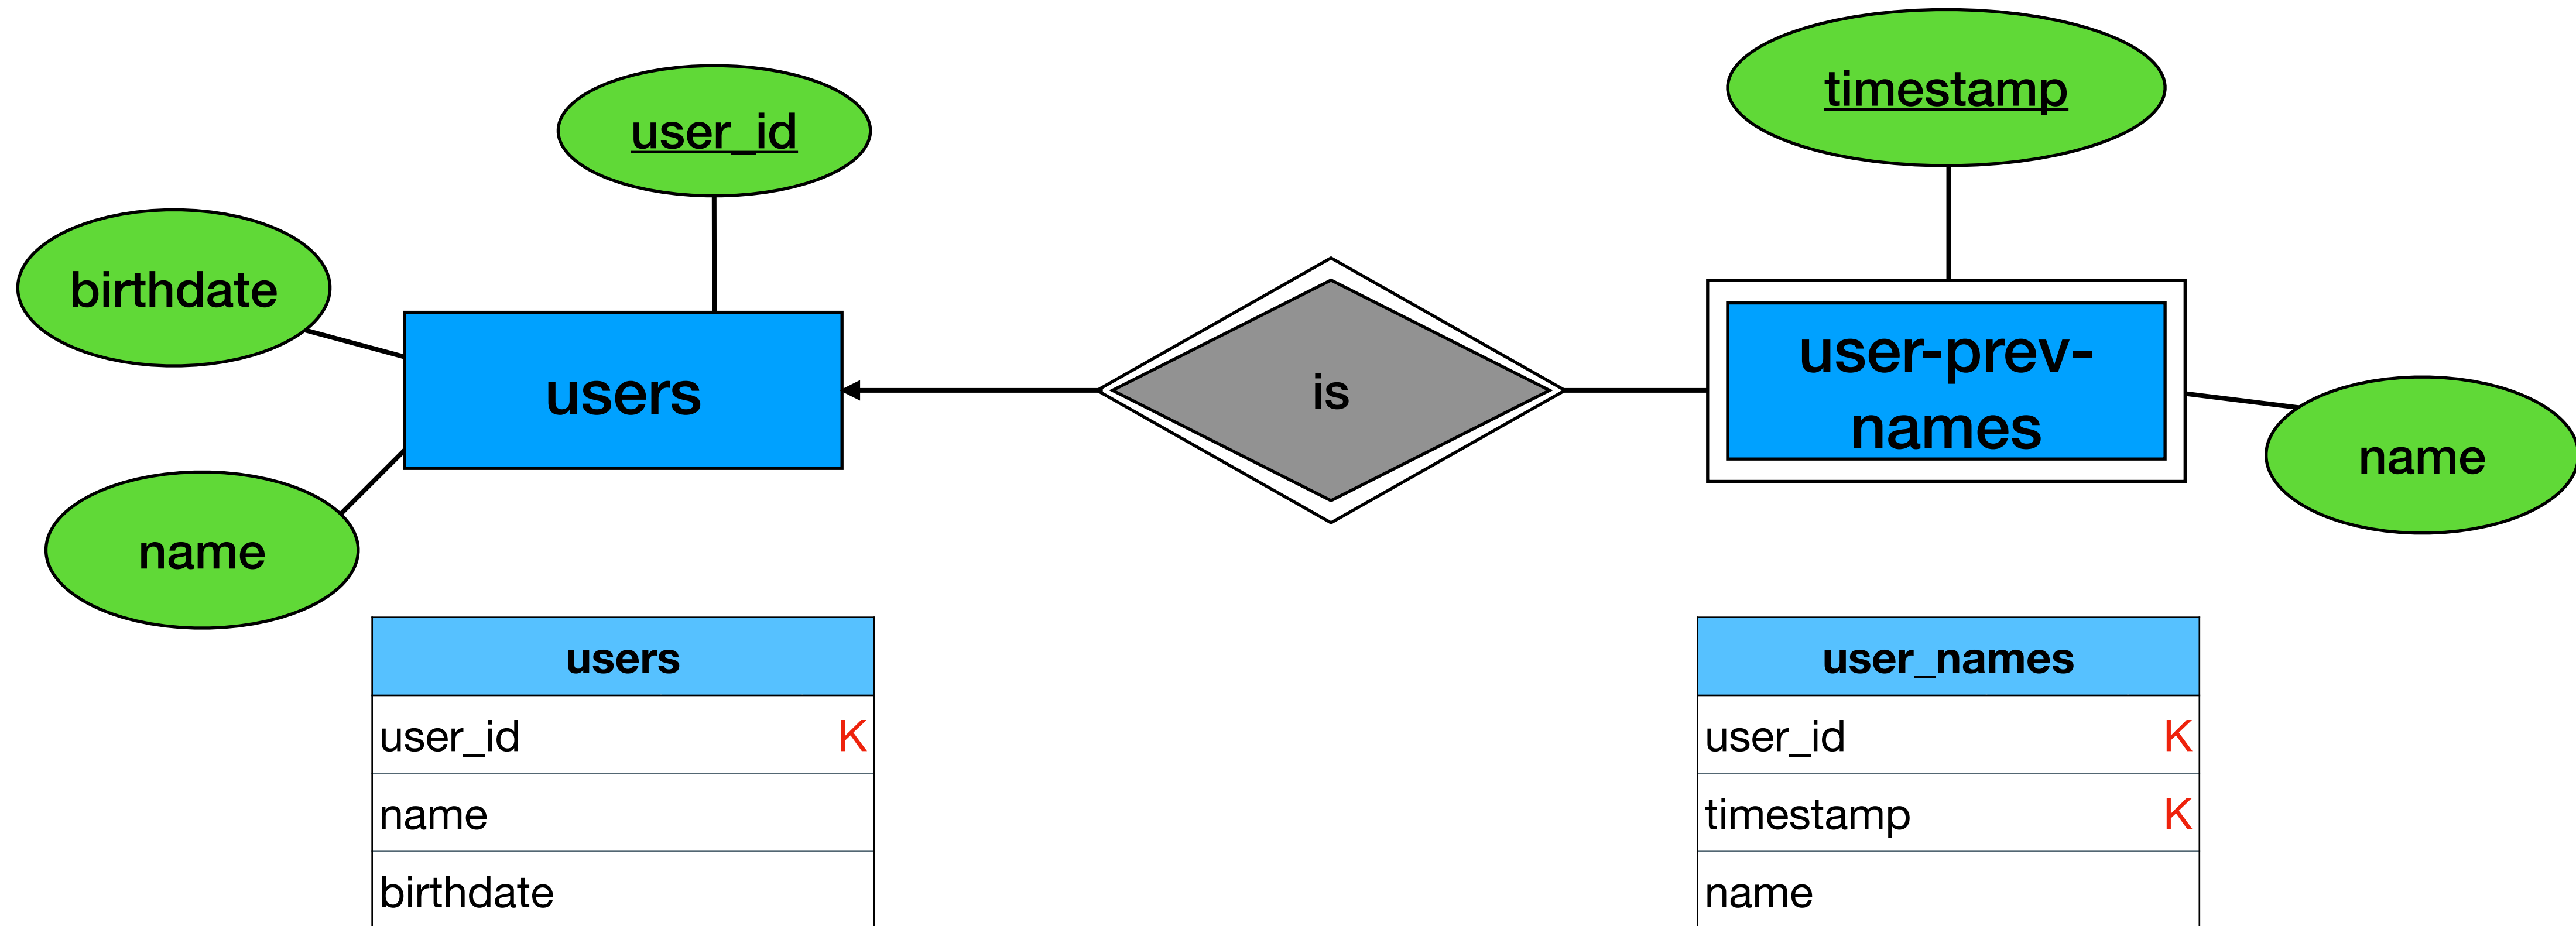 timestamp
user_id
birthdate
users
is
user-prev-
names
name
name
users
user_id K
name
birthdate
user_names
user_id K
timestamp K
name